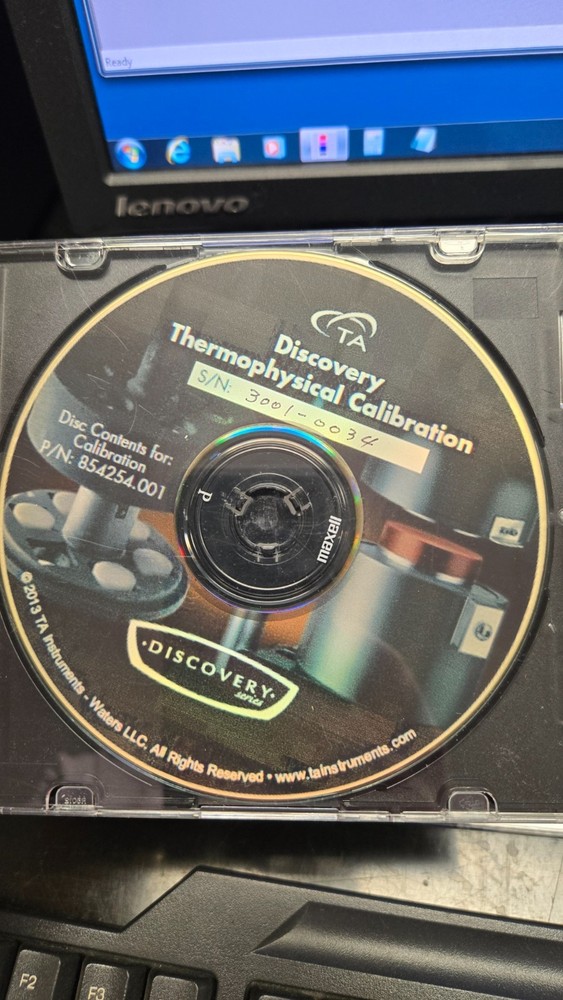 Ready
lenovo
TA
Discovery
Thermophysical Calibration
S/N: 3001-0034
Disc Contents for:
Calibration
P/N: 854254.001
maxell
·DISCOVERY·
series
© 2013 TA Instruments - Waters LLC, All Rights Reserved • www.tainstruments.com
F2
F3